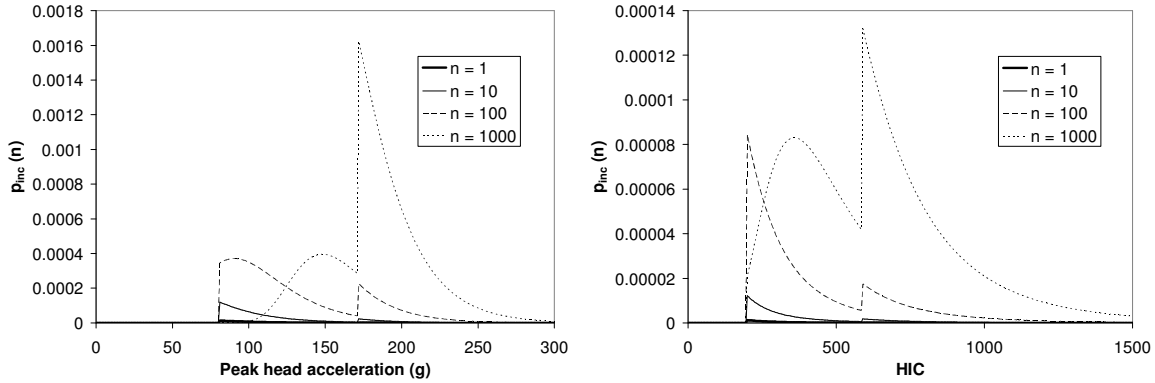 0.0018
0.0016
0.0014
0.0012
0.001
0.0008
0.0006
0.0004
0.0002
0
p_inc (n)
n = 1
n = 10
n = 100
n = 1000
0 50 100 150 200 250 300
Peak head acceleration (g)
0.00014
0.00012
0.0001
0.00008
0.00006
0.00004
0.00002
0
p_inc (n)
n = 1
n = 10
n = 100
n = 1000
0 500 1000 1500
HIC